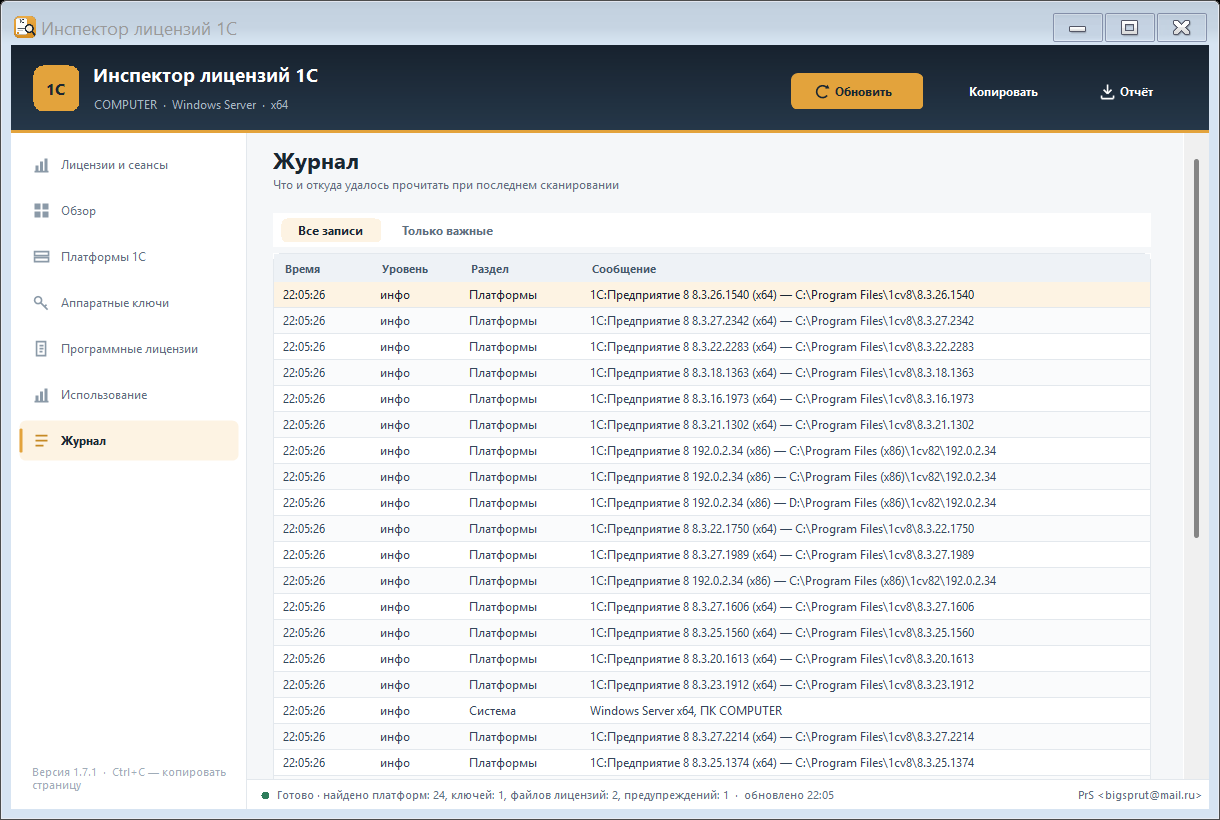 Инспектор лицензий 1С
1С
Инспектор лицензий 1С
COMPUTER · Windows Server · x64
Обновить
Копировать
Отчёт
Лицензии и сеансы
Обзор
Платформы 1С
Аппаратные ключи
Программные лицензии
Использование
Журнал
Версия 1.7.1 · Ctrl+C — копировать
страницу
Журнал
Что и откуда удалось прочитать при последнем сканировании
Все записи Только важные
Время Уровень Раздел Сообщение
22:05:26 инфо Платформы 1С:Предприятие 8 8.3.26.1540 (x64) — C:\Program Files\1cv8\8.3.26.1540
22:05:26 инфо Платформы 1С:Предприятие 8 8.3.27.2342 (x64) — C:\Program Files\1cv8\8.3.27.2342
22:05:26 инфо Платформы 1С:Предприятие 8 8.3.22.2283 (x64) — C:\Program Files\1cv8\8.3.22.2283
22:05:26 инфо Платформы 1С:Предприятие 8 8.3.18.1363 (x64) — C:\Program Files\1cv8\8.3.18.1363
22:05:26 инфо Платформы 1С:Предприятие 8 8.3.16.1973 (x64) — C:\Program Files\1cv8\8.3.16.1973
22:05:26 инфо Платформы 1С:Предприятие 8 8.3.21.1302 (x64) — C:\Program Files\1cv8\8.3.21.1302
22:05:26 инфо Платформы 1С:Предприятие 8 192.0.2.34 (x86) — C:\Program Files (x86)\1cv82\192.0.2.34
22:05:26 инфо Платформы 1С:Предприятие 8 192.0.2.34 (x86) — C:\Program Files (x86)\1cv82\192.0.2.34
22:05:26 инфо Платформы 1С:Предприятие 8 192.0.2.34 (x86) — D:\Program Files (x86)\1cv82\192.0.2.34
22:05:26 инфо Платформы 1С:Предприятие 8 8.3.22.1750 (x64) — C:\Program Files\1cv8\8.3.22.1750
22:05:26 инфо Платформы 1С:Предприятие 8 8.3.27.1989 (x64) — C:\Program Files\1cv8\8.3.27.1989
22:05:26 инфо Платформы 1С:Предприятие 8 192.0.2.34 (x86) — C:\Program Files (x86)\1cv82\192.0.2.34
22:05:26 инфо Платформы 1С:Предприятие 8 8.3.27.1606 (x64) — C:\Program Files\1cv8\8.3.27.1606
22:05:26 инфо Платформы 1С:Предприятие 8 8.3.25.1560 (x64) — C:\Program Files\1cv8\8.3.25.1560
22:05:26 инфо Платформы 1С:Предприятие 8 8.3.20.1613 (x64) — C:\Program Files\1cv8\8.3.20.1613
22:05:26 инфо Платформы 1С:Предприятие 8 8.3.23.1912 (x64) — C:\Program Files\1cv8\8.3.23.1912
22:05:26 инфо Система Windows Server x64, ПК COMPUTER
22:05:26 инфо Платформы 1С:Предприятие 8 8.3.27.2214 (x64) — C:\Program Files\1cv8\8.3.27.2214
22:05:26 инфо Платформы 1С:Предприятие 8 8.3.25.1374 (x64) — C:\Program Files\1cv8\8.3.25.1374
Готово · найдено платформ: 24, ключей: 1, файлов лицензий: 2, предупреждений: 1 · обновлено 22:05
PrS <bigsprut@mail.ru>